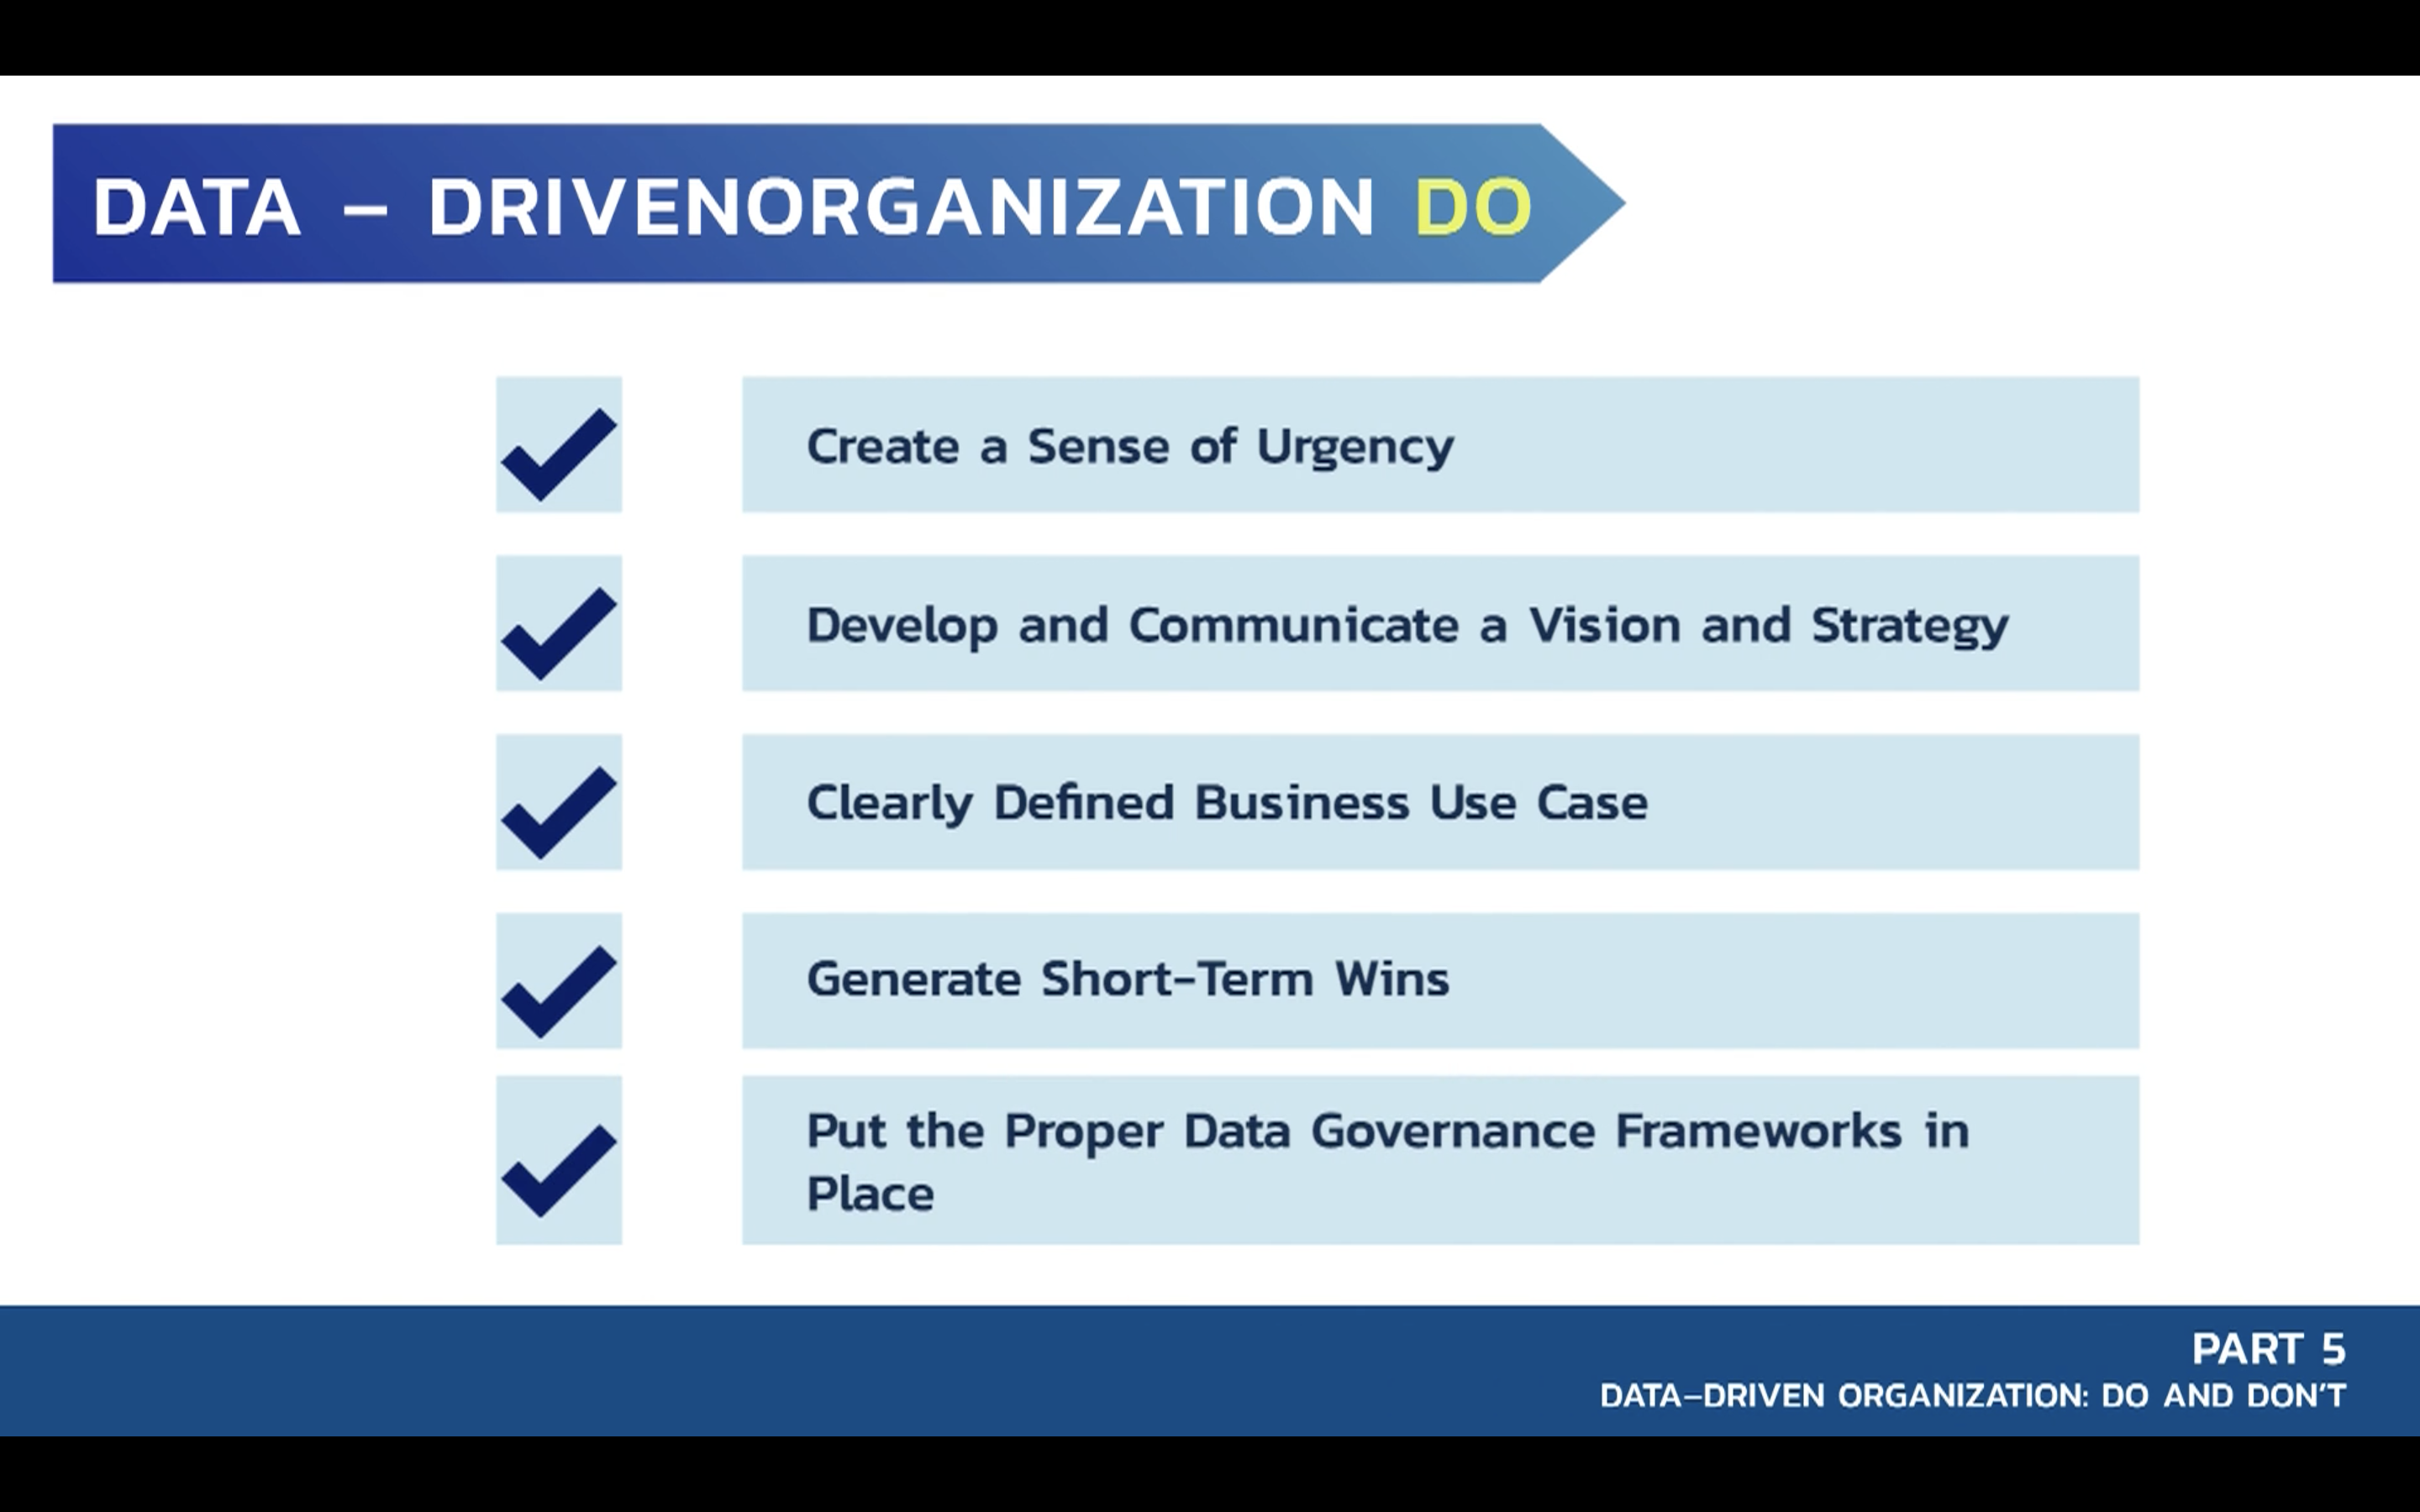 DATA – DRIVENORGANIZATION DO
Create a Sense of Urgency
Develop and Communicate a Vision and Strategy
Clearly Defined Business Use Case
Generate Short-Term Wins
Put the Proper Data Governance Frameworks in
Place
PART 5
DATA–DRIVEN ORGANIZATION: DO AND DON'T